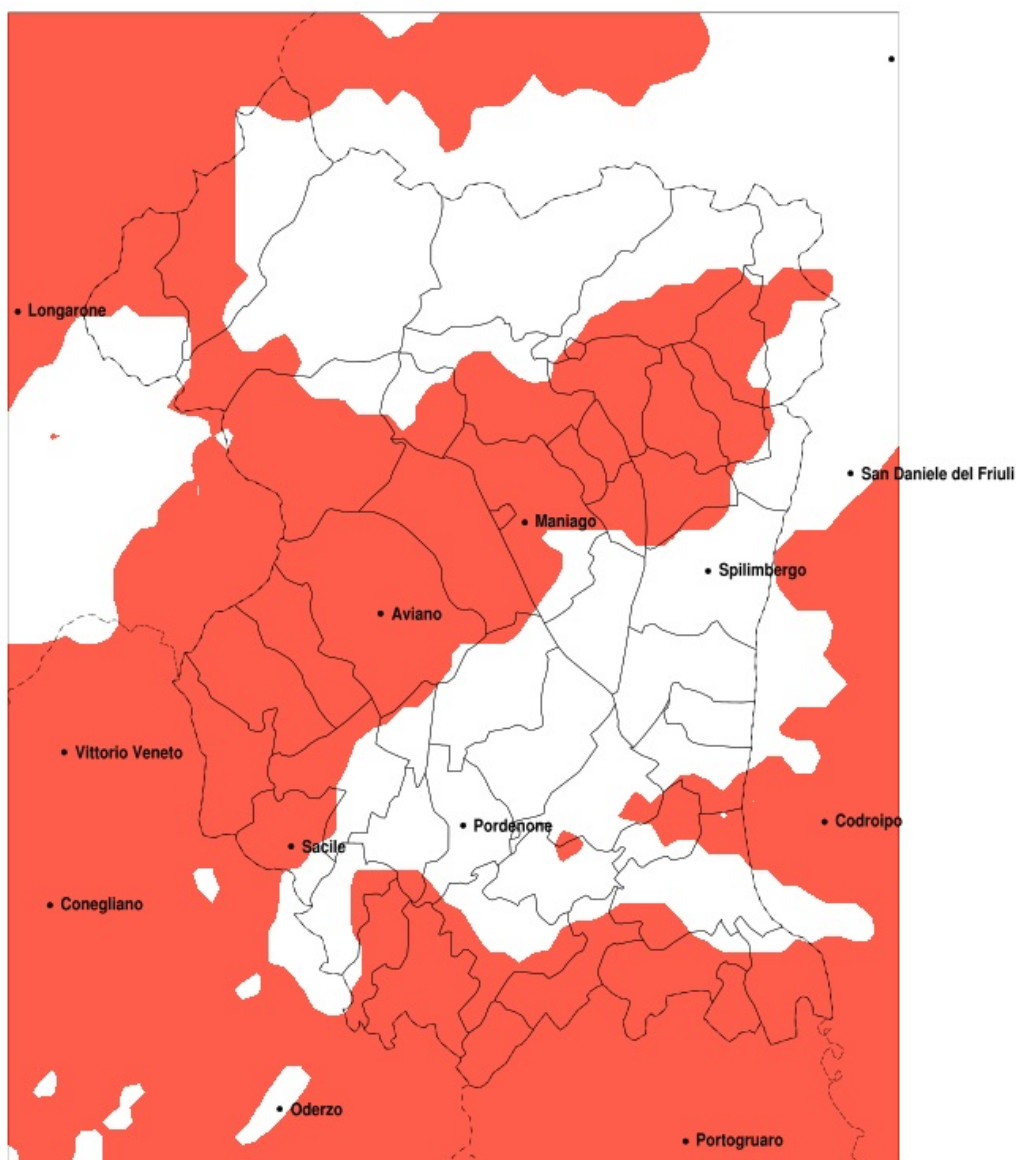 Longarone
San Daniele del Friuli
Maniago
Spilimbergo
Aviano
Vittorio Veneto
Codroipo
Pordenone
Sacile
Conegliano
Oderzo
Portogruaro